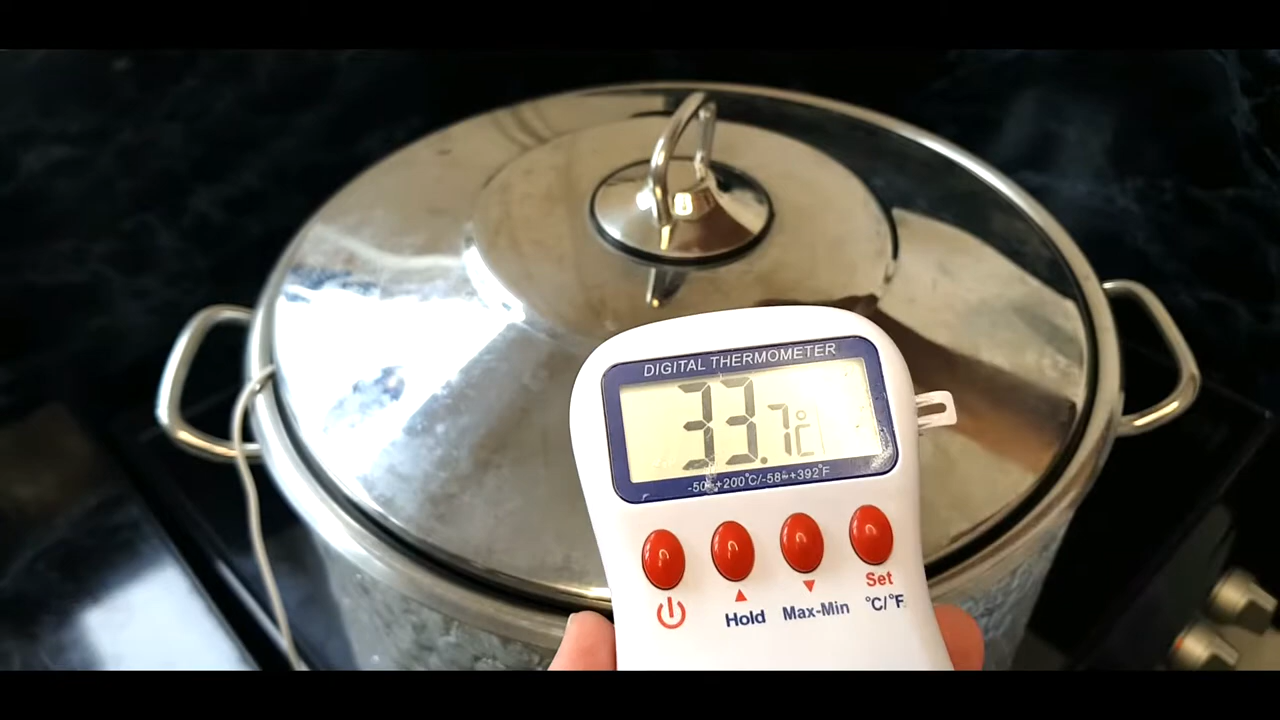 DIGITAL THERMOMETER
33.7°C
-50~+200°C/-58~+392°F
Set
Hold Max-Min °C/°F